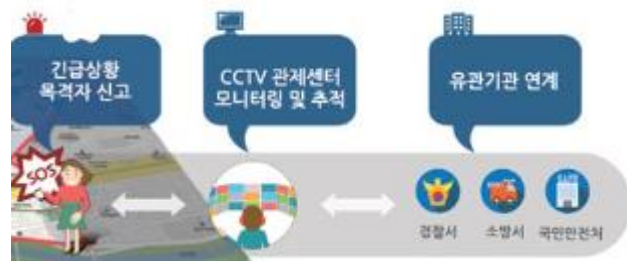 긴급상황
목격자 신고
CCTV 관제센터
모니터링 및 추적
유관기관 연계
SOS
경찰서
소방서
국민안전처